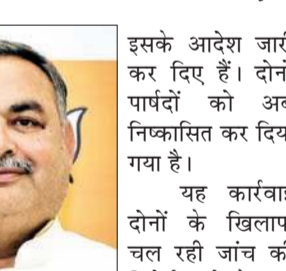 इसके आदेश जारी
कर दिए हैं। दोनों
पार्षदों को अब
निष्कासित कर दिया
गया है।
यह कार्रवाई
दोनों के खिलाफ
चल रही जांच की